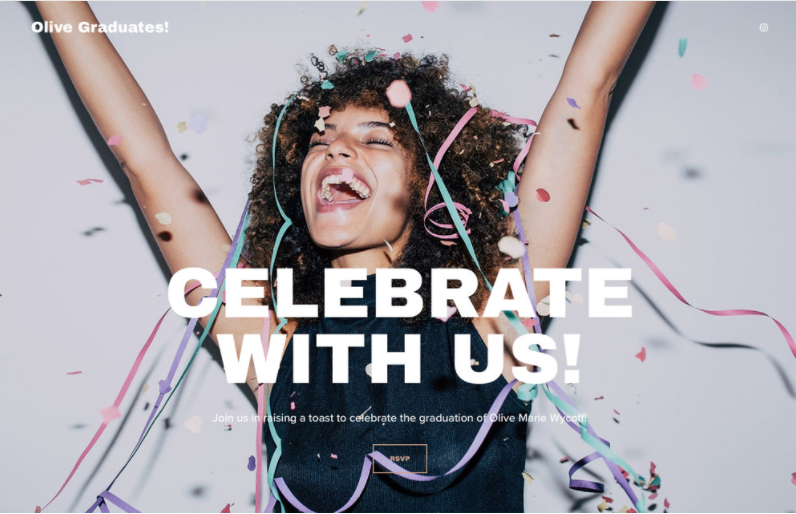 Olive Graduates!
CELEBRATE
WITH US!
Join us in raising a toast to celebrate the graduation of Olive Marie Wycoff!
RSVP